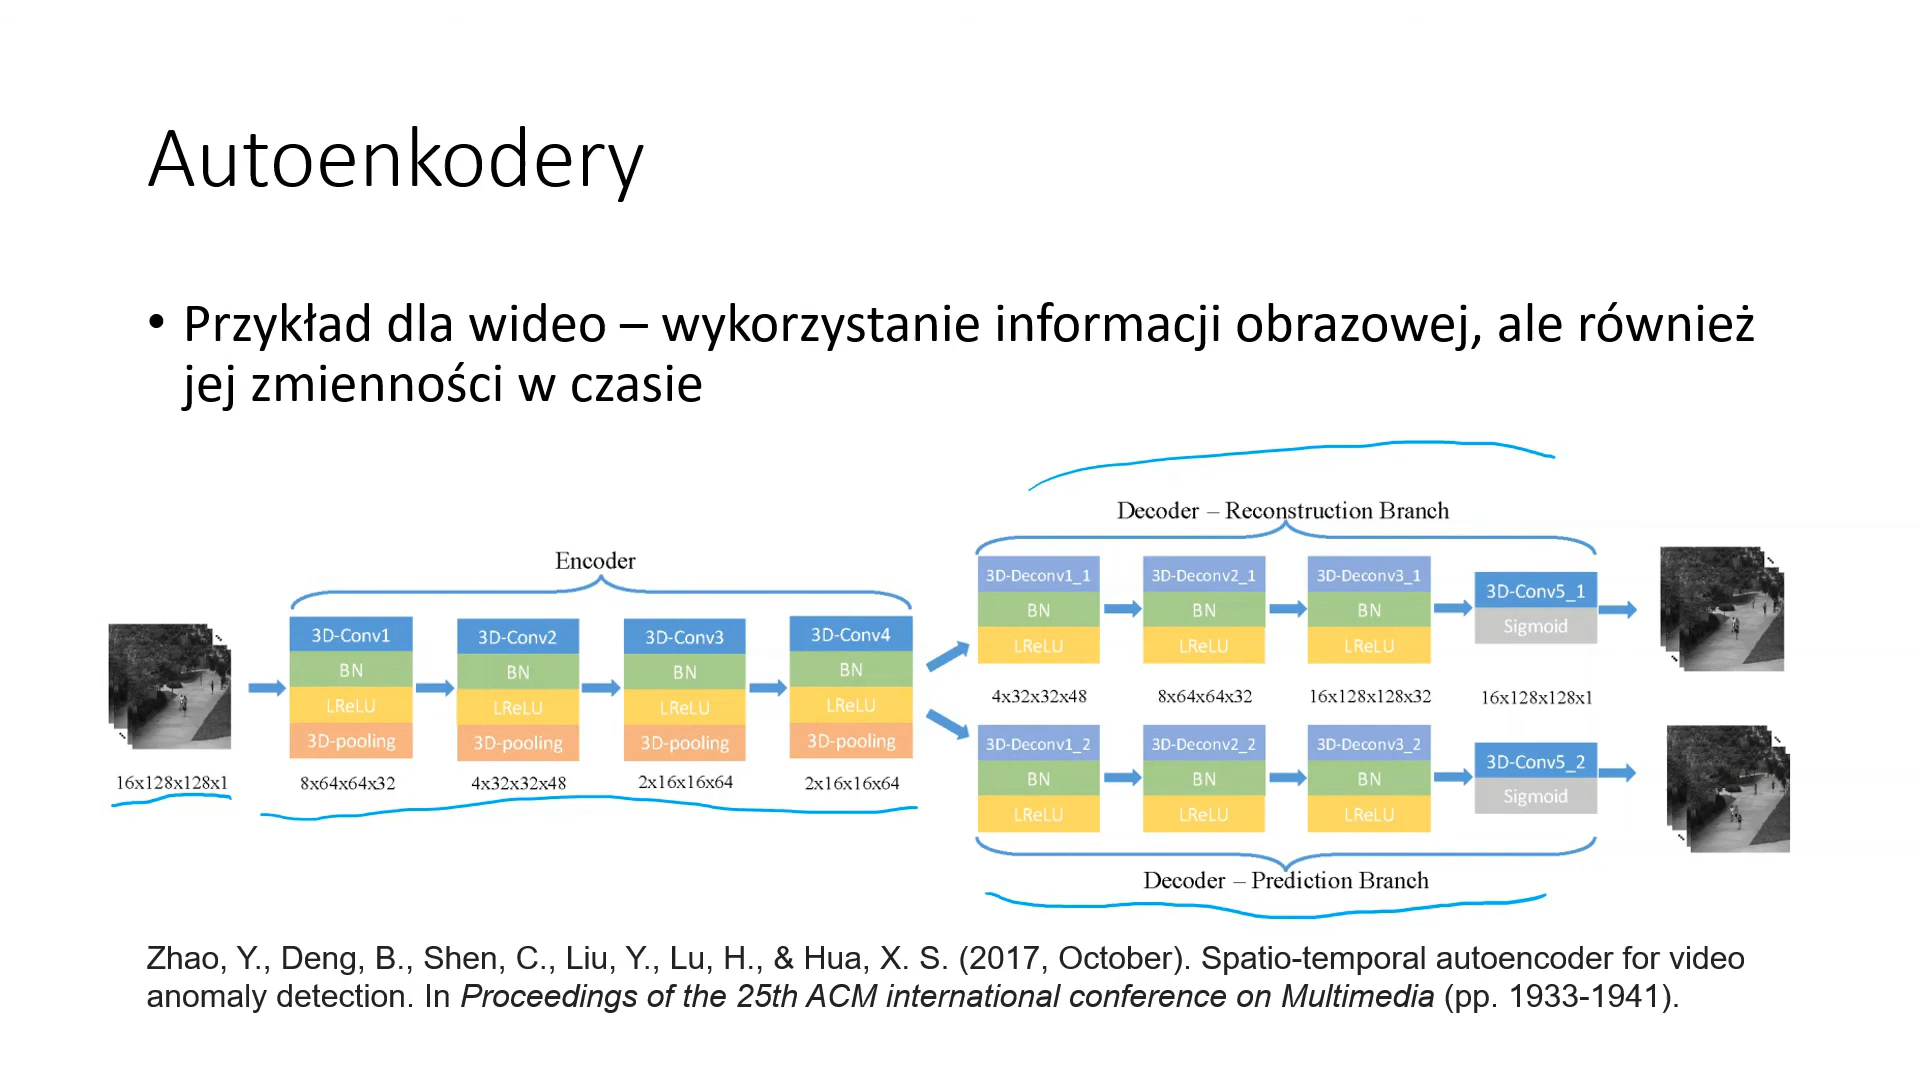 Autoenkodery
• Przykład dla wideo – wykorzystanie informacji obrazowej, ale również
jej zmienności w czasie
Encoder
3D-Conv1
BN
LReLU
3D-pooling
3D-Conv2
BN
LReLU
3D-pooling
3D-Conv3
BN
LReLU
3D-pooling
3D-Conv4
BN
LReLU
3D-pooling
16x128x128x1
8x64x64x32
4x32x32x48
2x16x16x64
2x16x16x64
Decoder – Reconstruction Branch
3D-Deconv1_1
BN
LReLU
3D-Deconv2_1
BN
LReLU
3D-Deconv3_1
BN
LReLU
3D-Conv5_1
Sigmoid
4x32x32x48
8x64x64x32
16x128x128x32
16x128x128x1
3D-Deconv1_2
BN
LReLU
3D-Deconv2_2
BN
LReLU
3D-Deconv3_2
BN
LReLU
3D-Conv5_2
Sigmoid
Decoder – Prediction Branch
Zhao, Y., Deng, B., Shen, C., Liu, Y., Lu, H., & Hua, X. S. (2017, October). Spatio-temporal autoencoder for video
anomaly detection. In Proceedings of the 25th ACM international conference on Multimedia (pp. 1933-1941).